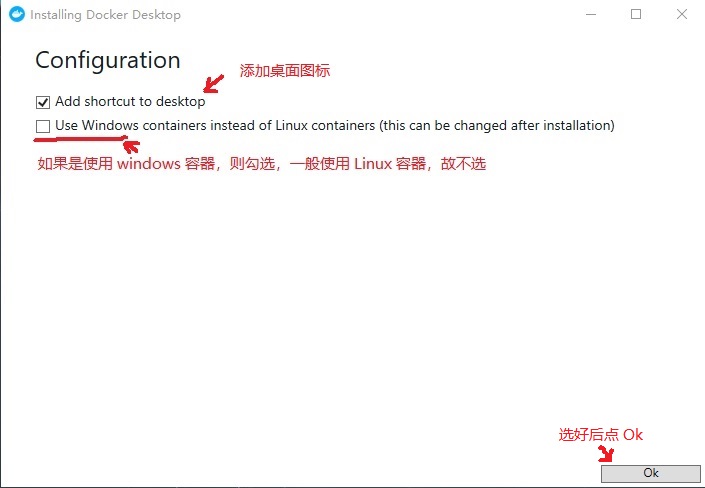 Installing Docker Desktop
Configuration
添加桌面图标
Add shortcut to desktop
Use Windows containers instead of Linux containers (this can be changed after installation)
如果是使用 windows 容器，则勾选，一般使用 Linux 容器，故不选
选好后点 Ok
Ok